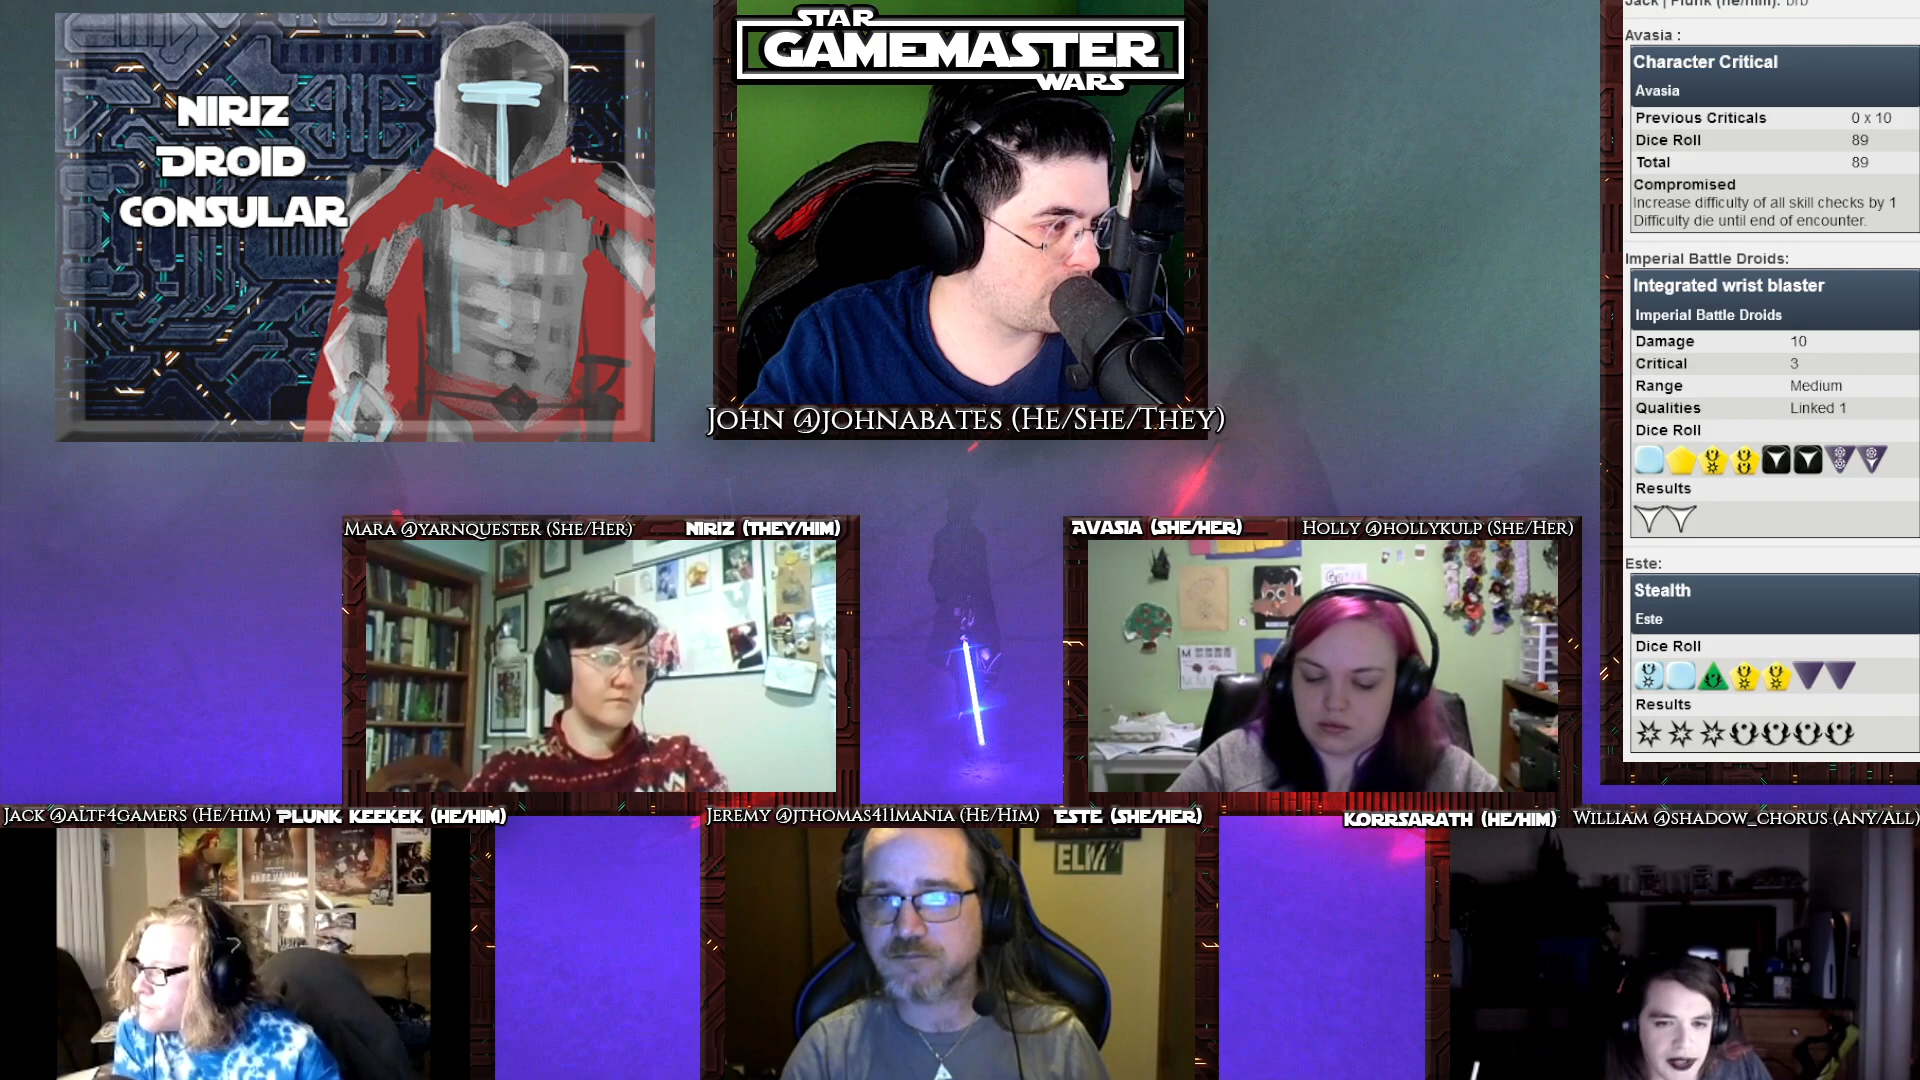 NIRIZ
DROID
CONSULAR
STAR
GAMEMASTER
WARS
John @johnabates (He/She/They)
Mara @yarnquester (She/Her)
NIRIZ (THEY/HIM)
AVASIA (SHE/HER)
Holly @hollykulp (She/Her)
Jack @altf4gamers (He/him)
PLUNK KEEKEK (HE/HIM)
Jeremy @jthomas411mania (He/Him)
ESTE (SHE/HER)
KORRSARATH (HE/HIM)
William @shadow_chorus (Any/All)
ELM
Jack | Plunk (he/him): brb
Avasia :
Character Critical
Avasia
Previous Criticals 0 x 10
Dice Roll 89
Total 89
Compromised
Increase difficulty of all skill checks by 1
Difficulty die until end of encounter.
Imperial Battle Droids:
Integrated wrist blaster
Imperial Battle Droids
Damage 10
Critical 3
Range Medium
Qualities Linked 1
Dice Roll
Results
Este:
Stealth
Este
Dice Roll
Results